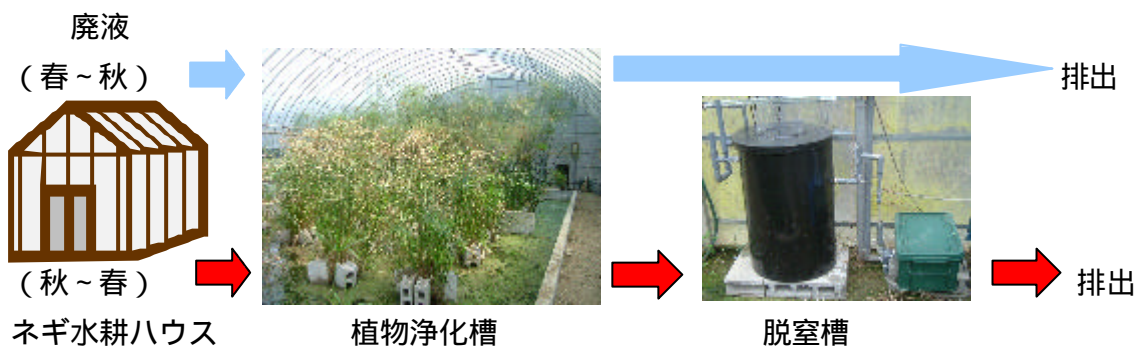 廃液
（春～秋）
排出
（秋～春）
排出
ネギ水耕ハウス
植物浄化槽
脱窒槽